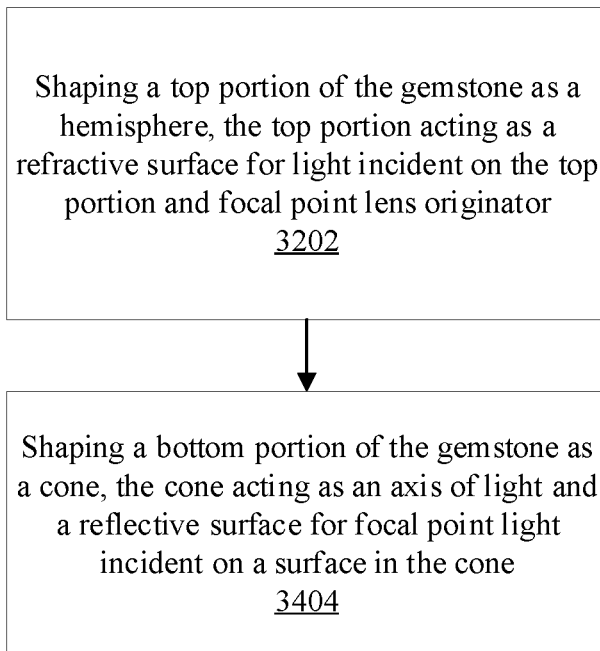 Shaping a top portion of the gemstone as a
hemisphere, the top portion acting as a
refractive surface for light incident on the top
portion and focal point lens originator
3202
Shaping a bottom portion of the gemstone as
a cone, the cone acting as an axis of light and
a reflective surface for focal point light
incident on a surface in the cone
3404